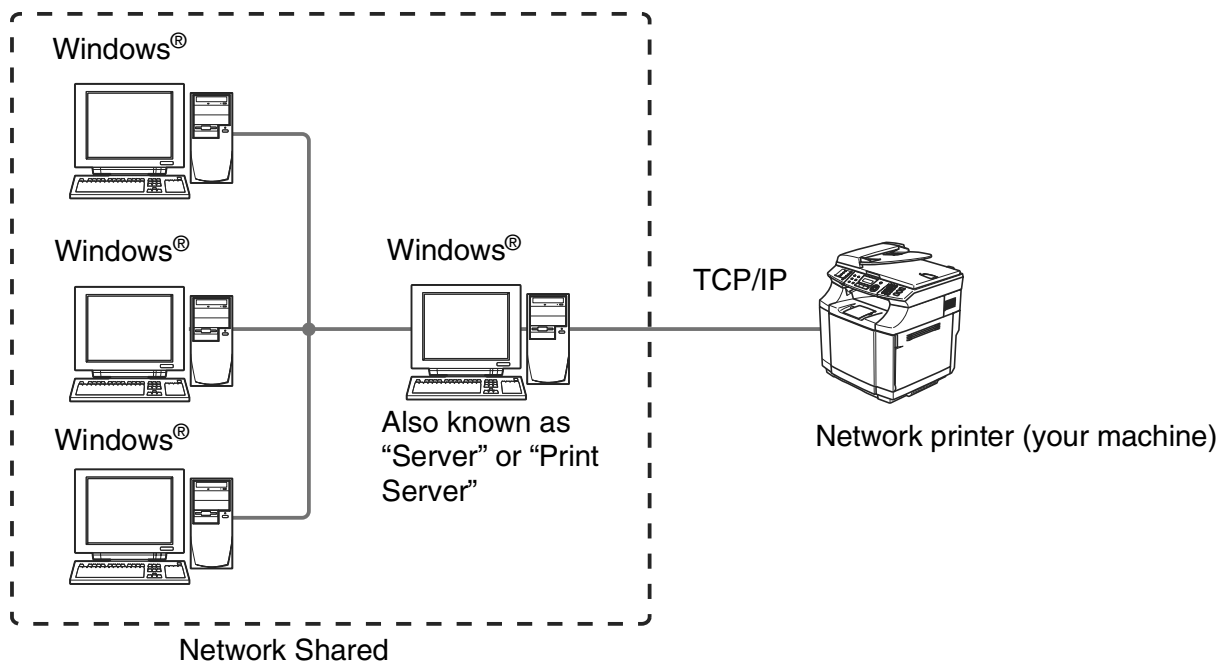 Windows®
Windows®
Windows®
TCP/IP
Also known as
“Server” or “Print
Server”
Network printer (your machine)
Windows®
Network Shared